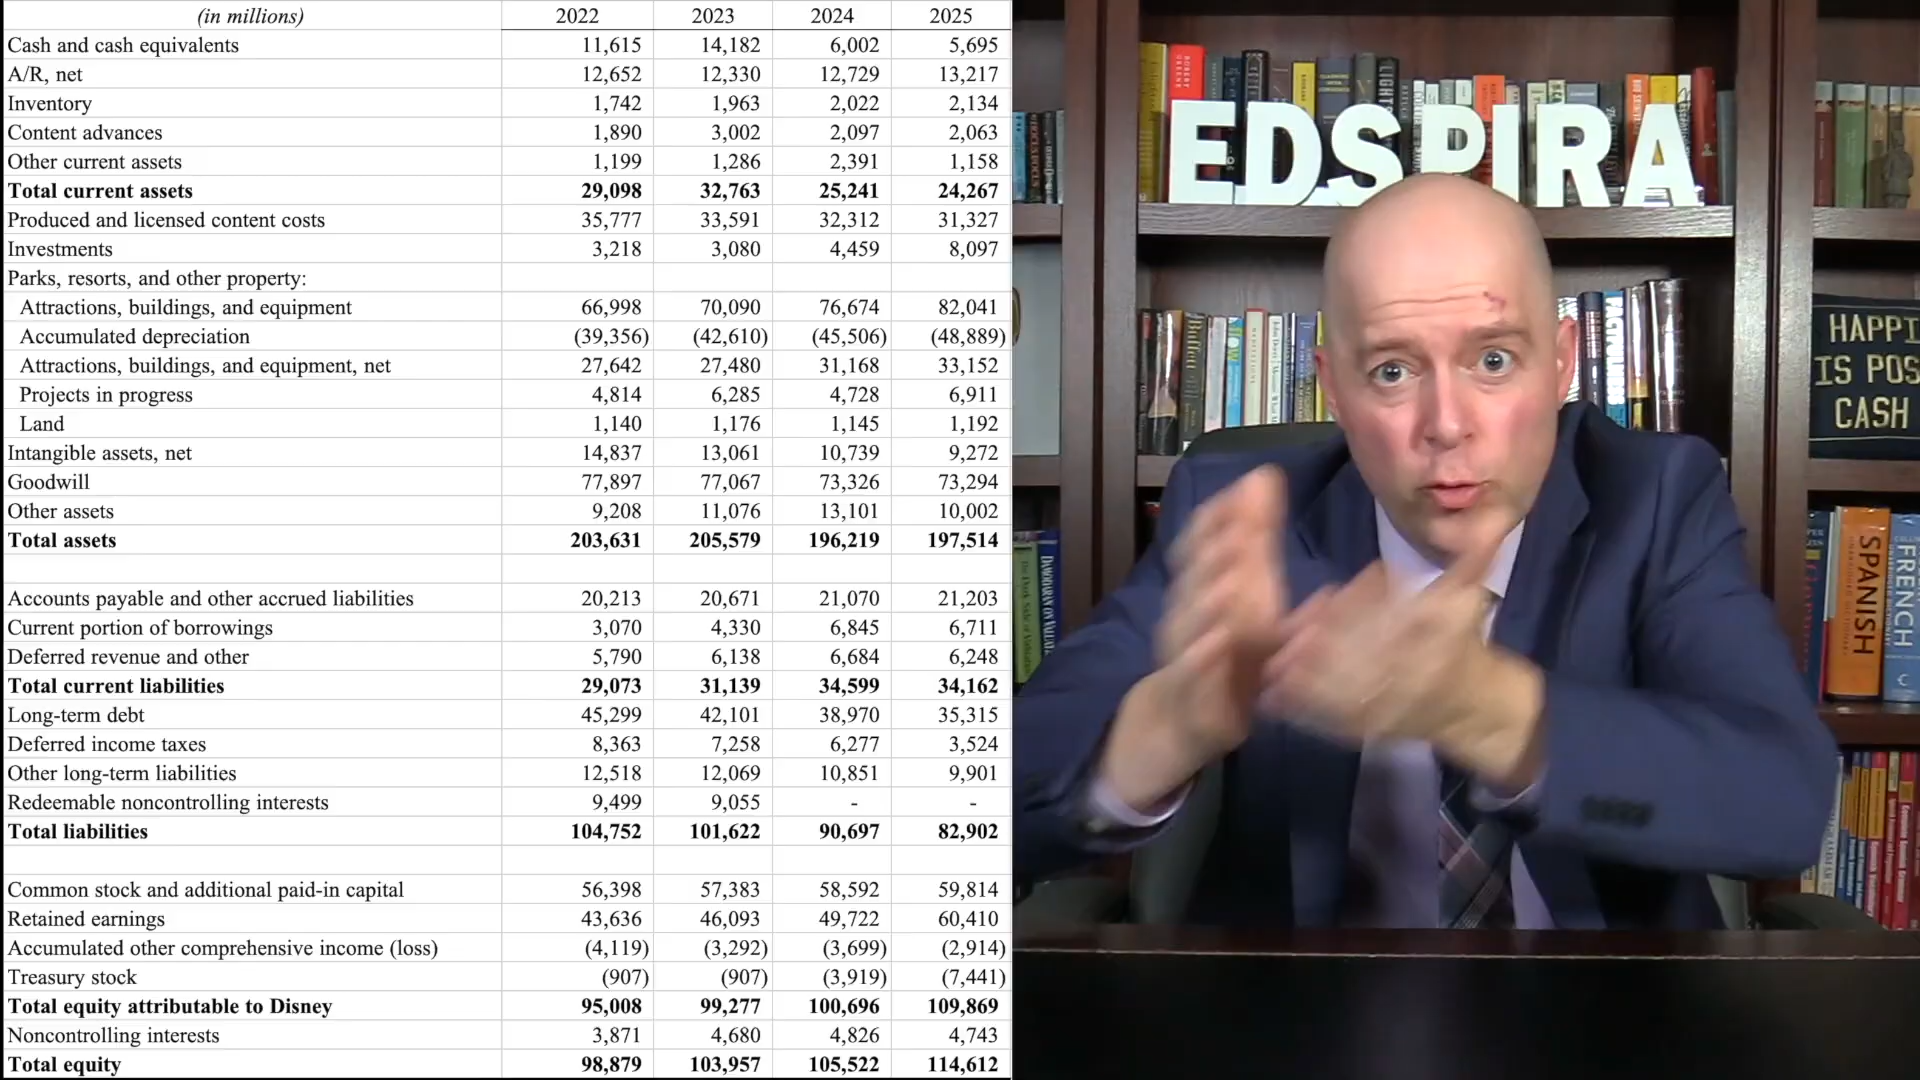 (in millions) 2022 2023 2024 2025
Cash and cash equivalents 11,615 14,182 6,002 5,695
A/R, net 12,652 12,330 12,729 13,217
Inventory 1,742 1,963 2,022 2,134
Content advances 1,890 3,002 2,097 2,063
Other current assets 1,199 1,286 2,391 1,158
Total current assets 29,098 32,763 25,241 24,267
Produced and licensed content costs 35,777 33,591 32,312 31,327
Investments 3,218 3,080 4,459 8,097
Parks, resorts, and other property:
Attractions, buildings, and equipment 66,998 70,090 76,674 82,041
Accumulated depreciation (39,356) (42,610) (45,506) (48,889)
Attractions, buildings, and equipment, net 27,642 27,480 31,168 33,152
Projects in progress 4,814 6,285 4,728 6,911
Land 1,140 1,176 1,145 1,192
Intangible assets, net 14,837 13,061 10,739 9,272
Goodwill 77,897 77,067 73,326 73,294
Other assets 9,208 11,076 13,101 10,002
Total assets 203,631 205,579 196,219 197,514
Accounts payable and other accrued liabilities 20,213 20,671 21,070 21,203
Current portion of borrowings 3,070 4,330 6,845 6,711
Deferred revenue and other 5,790 6,138 6,684 6,248
Total current liabilities 29,073 31,139 34,599 34,162
Long-term debt 45,299 42,101 38,970 35,315
Deferred income taxes 8,363 7,258 6,277 3,524
Other long-term liabilities 12,518 12,069 10,851 9,901
Redeemable noncontrolling interests 9,499 9,055 - -
Total liabilities 104,752 101,622 90,697 82,902
Common stock and additional paid-in capital 56,398 57,383 58,592 59,814
Retained earnings 43,636 46,093 49,722 60,410
Accumulated other comprehensive income (loss) (4,119) (3,292) (3,699) (2,914)
Treasury stock (907) (907) (3,919) (7,441)
Total equity attributable to Disney 95,008 99,277 100,696 109,869
Noncontrolling interests 3,871 4,680 4,826 4,743
Total equity 98,879 103,957 105,522 114,612
EDSPIRA
ROBERT GREENE
HAPPI
IS POS
CASH
SPANISH
FRENCH